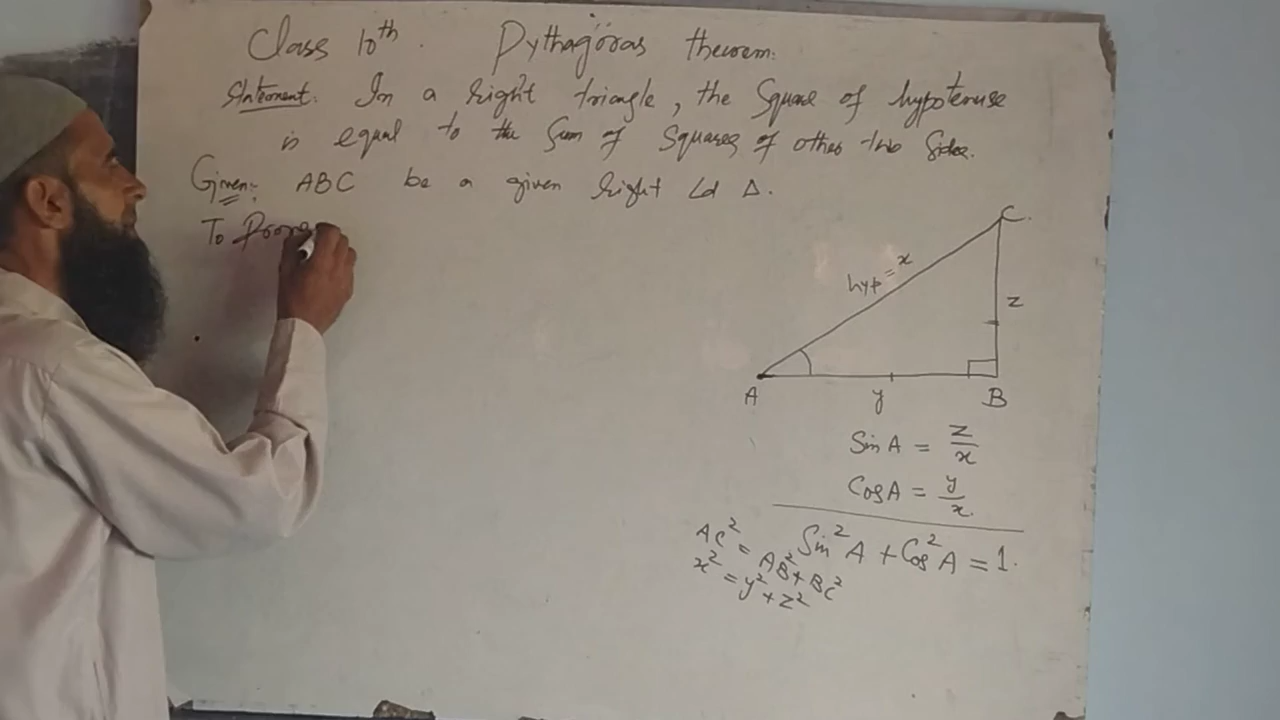 Class 10th. Pythagoras theorem.
Statement. In a right triangle, the Square of hypotenuse
is equal to the Sum of Squares of other two Sides.
Given: ABC be a given right ∠d Δ.
To Prove
C.
hyp = x
z
A
y
B
Sin A = z/x
Cos A = y/x.
Sin² A + Cos² A = 1.
AC² = AB² + BC²
x² = y² + z²